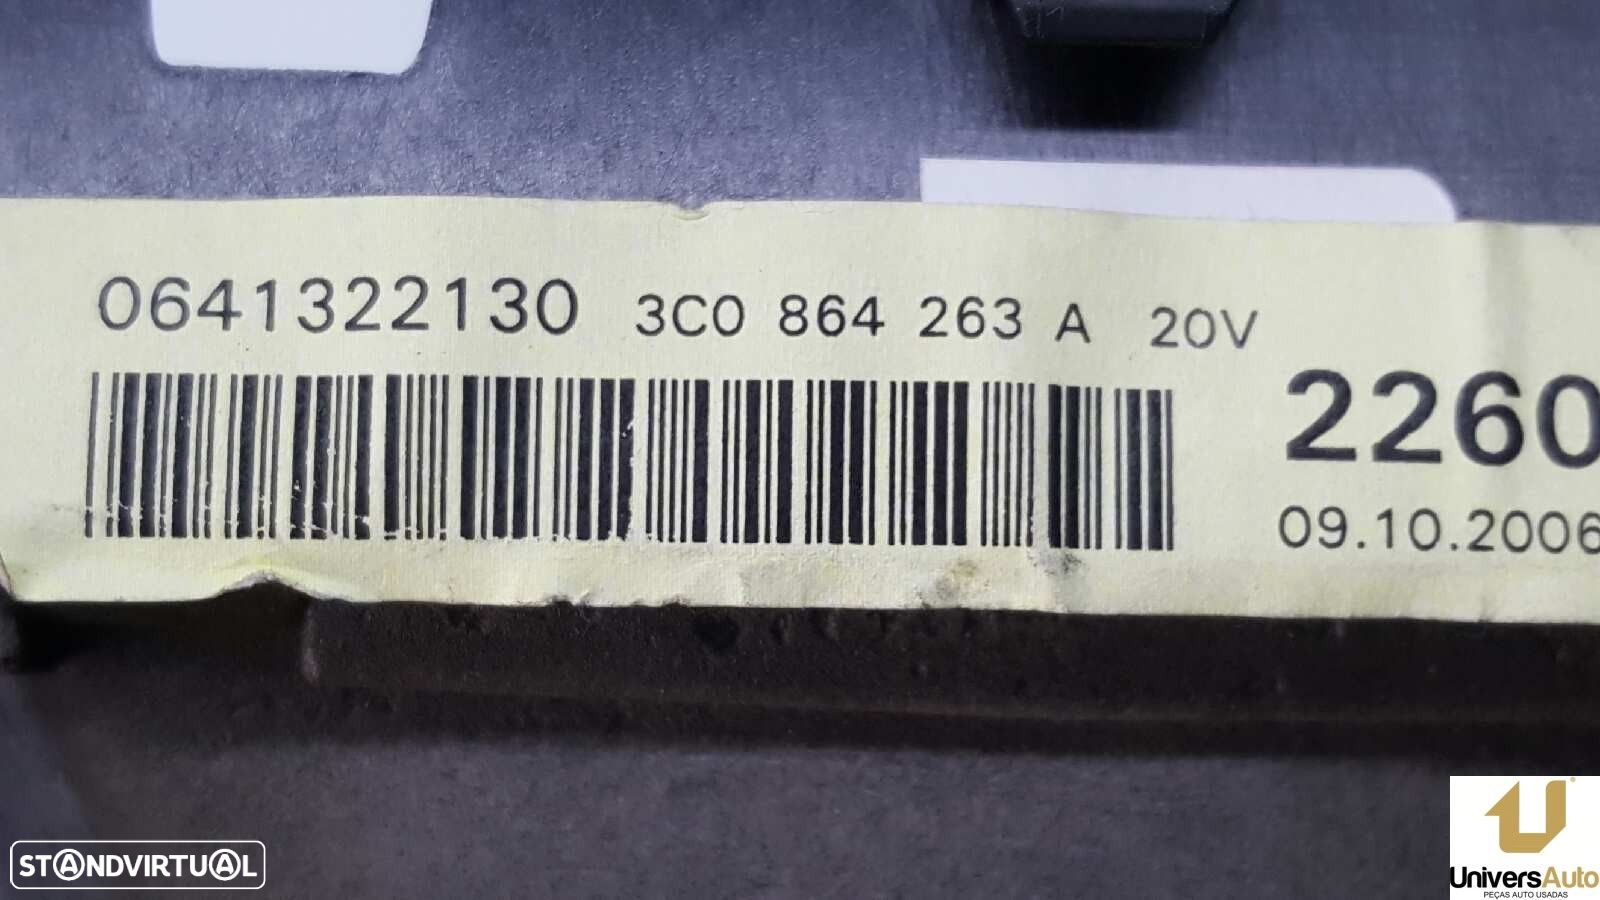 0641322130 3C0 864 263 A 20V
2260
09.10.2006
STANDVIRTUAL
UniversAuto
PEÇAS AUTO USADAS